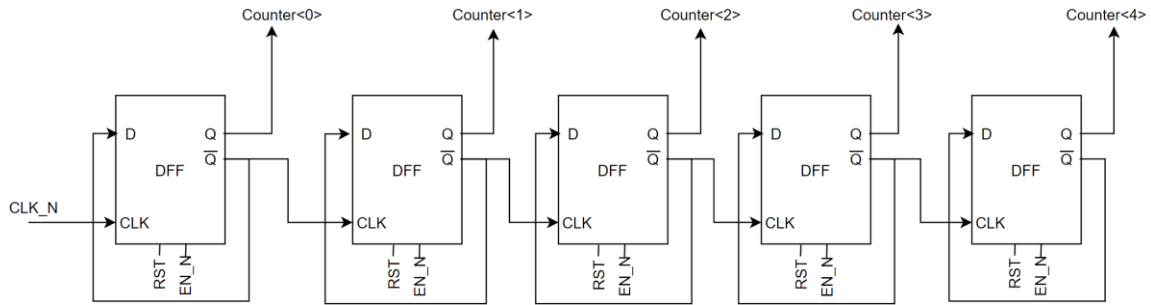 Counter<0>
Counter<1>
Counter<2>
Counter<3>
Counter<4>
D
Q
Q̅
DFF
CLK
RST
EN_N
D
Q
Q̅
DFF
CLK
RST
EN_N
D
Q
Q̅
DFF
CLK
RST
EN_N
D
Q
Q̅
DFF
CLK
RST
EN_N
D
Q
Q̅
DFF
CLK
RST
EN_N
CLK_N